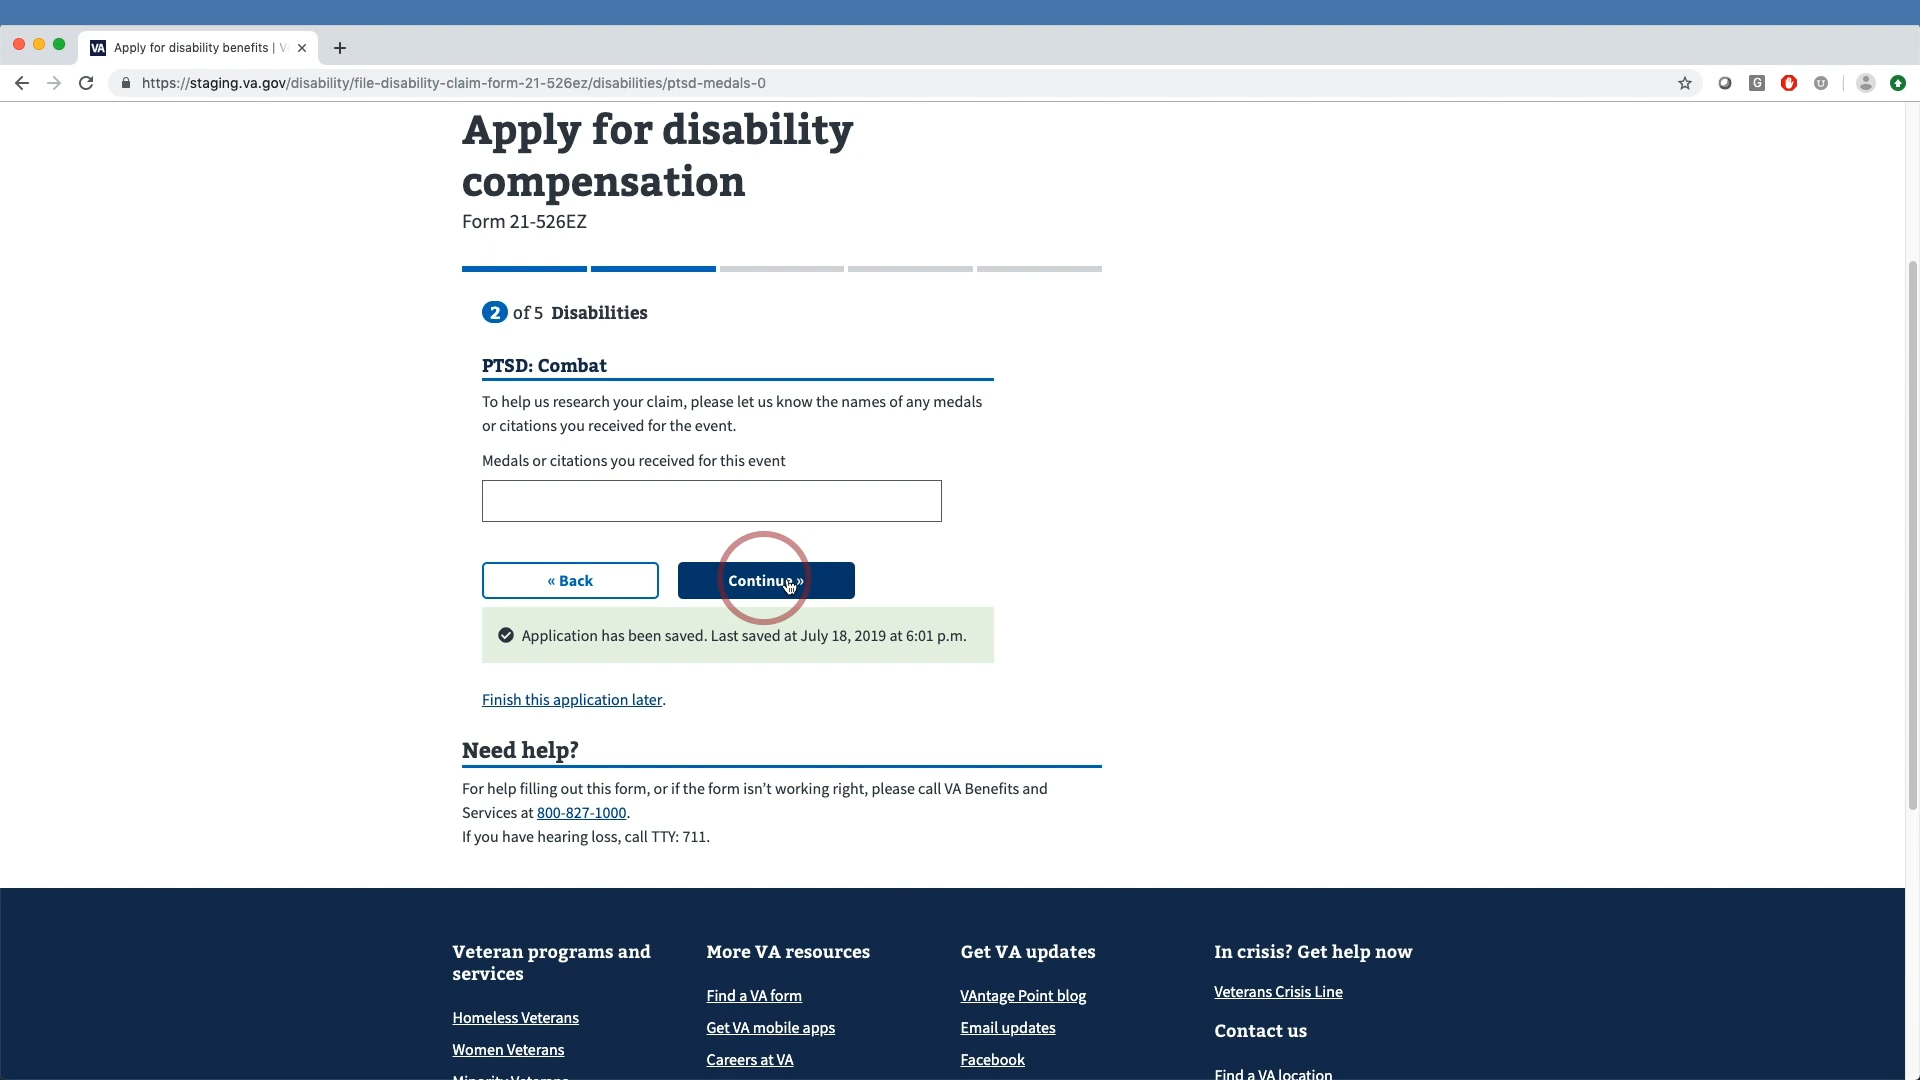 VA Apply for disability benefits | V
https://staging.va.gov/disability/file-disability-claim-form-21-526ez/disabilities/ptsd-medals-0
G
Apply for disability
compensation
Form 21-526EZ
2 of 5 Disabilities
PTSD: Combat
To help us research your claim, please let us know the names of any medals
or citations you received for the event.
Medals or citations you received for this event
« Back
Continue »
Application has been saved. Last saved at July 18, 2019 at 6:01 p.m.
Finish this application later.
Need help?
For help filling out this form, or if the form isn’t working right, please call VA Benefits and
Services at 800-827-1000.
If you have hearing loss, call TTY: 711.
Veteran programs and
services
Homeless Veterans
Women Veterans
Minority Veterans
More VA resources
Find a VA form
Get VA mobile apps
Careers at VA
Get VA updates
VAntage Point blog
Email updates
Facebook
In crisis? Get help now
Veterans Crisis Line
Contact us
Find a VA location